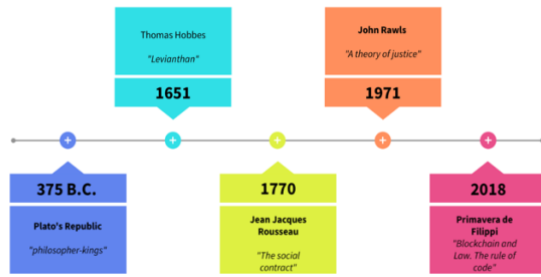 Thomas Hobbes
"Levianthan"
1651
John Rawls
"A theory of justice"
1971
375 B.C.
Plato's Republic
"philosopher-kings"
1770
Jean Jacques
Rousseau
"The social
contract"
2018
Primavera de
Filippi
"Blockchain and
Law. The rule of
code"